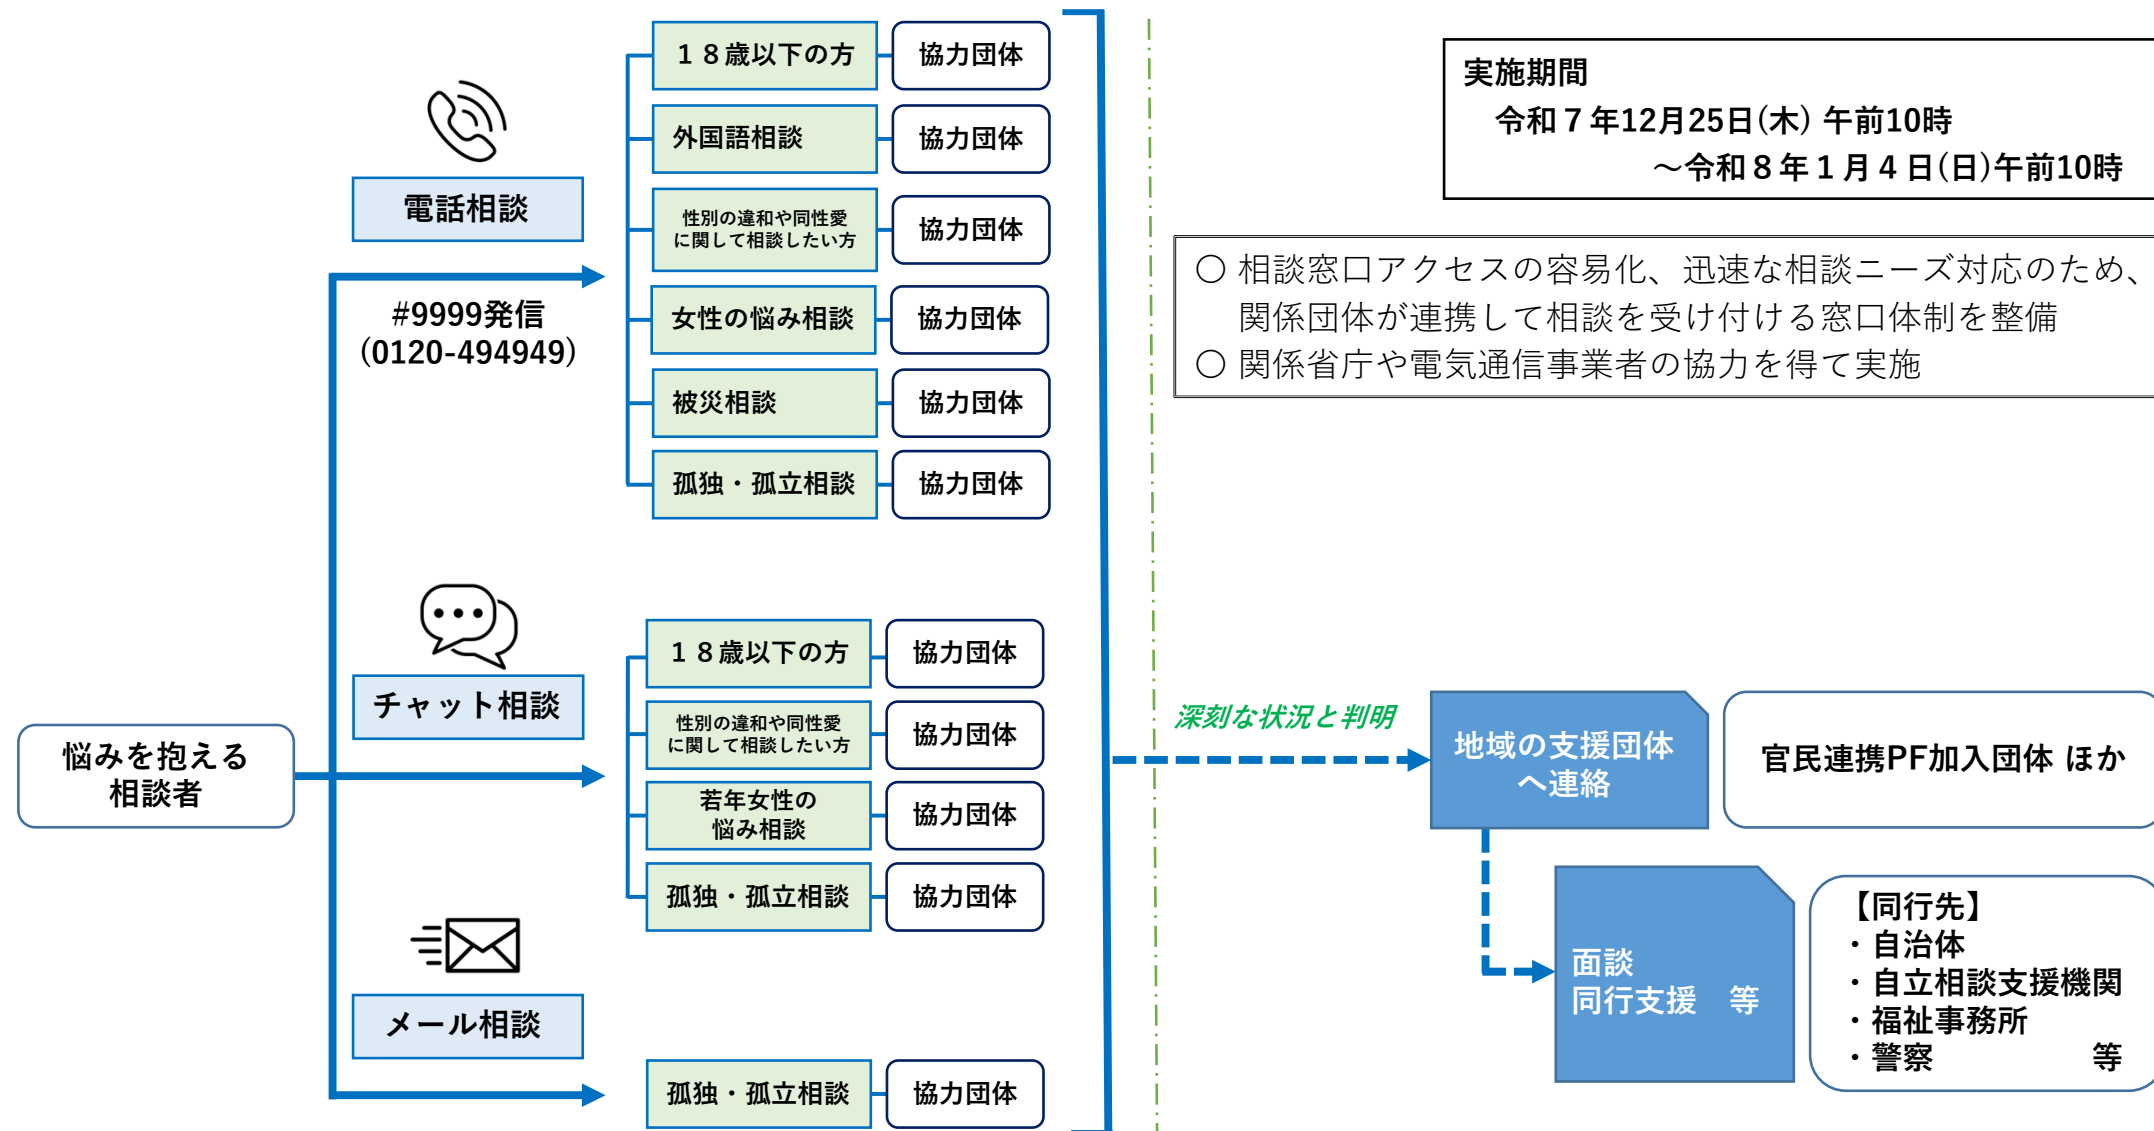 悩みを抱える
相談者
電話相談
#9999発信
(0120-494949)
１８歳以下の方
協力団体
外国語相談
協力団体
性別の違和や同性愛
に関して相談したい方
協力団体
女性の悩み相談
協力団体
被災相談
協力団体
孤独・孤立相談
協力団体
チャット相談
１８歳以下の方
協力団体
性別の違和や同性愛
に関して相談したい方
協力団体
若年女性の
悩み相談
協力団体
孤独・孤立相談
協力団体
メール相談
孤独・孤立相談
協力団体
実施期間
令和７年12月25日(木) 午前10時
～令和８年１月４日(日)午前10時
〇 相談窓口アクセスの容易化、迅速な相談ニーズ対応のため、
関係団体が連携して相談を受け付ける窓口体制を整備
〇 関係省庁や電気通信事業者の協力を得て実施
深刻な状況と判明
地域の支援団体
へ連絡
官民連携PF加入団体 ほか
面談
同行支援　等
【同行先】
・自治体
・自立相談支援機関
・福祉事務所
・警察　　　　　等